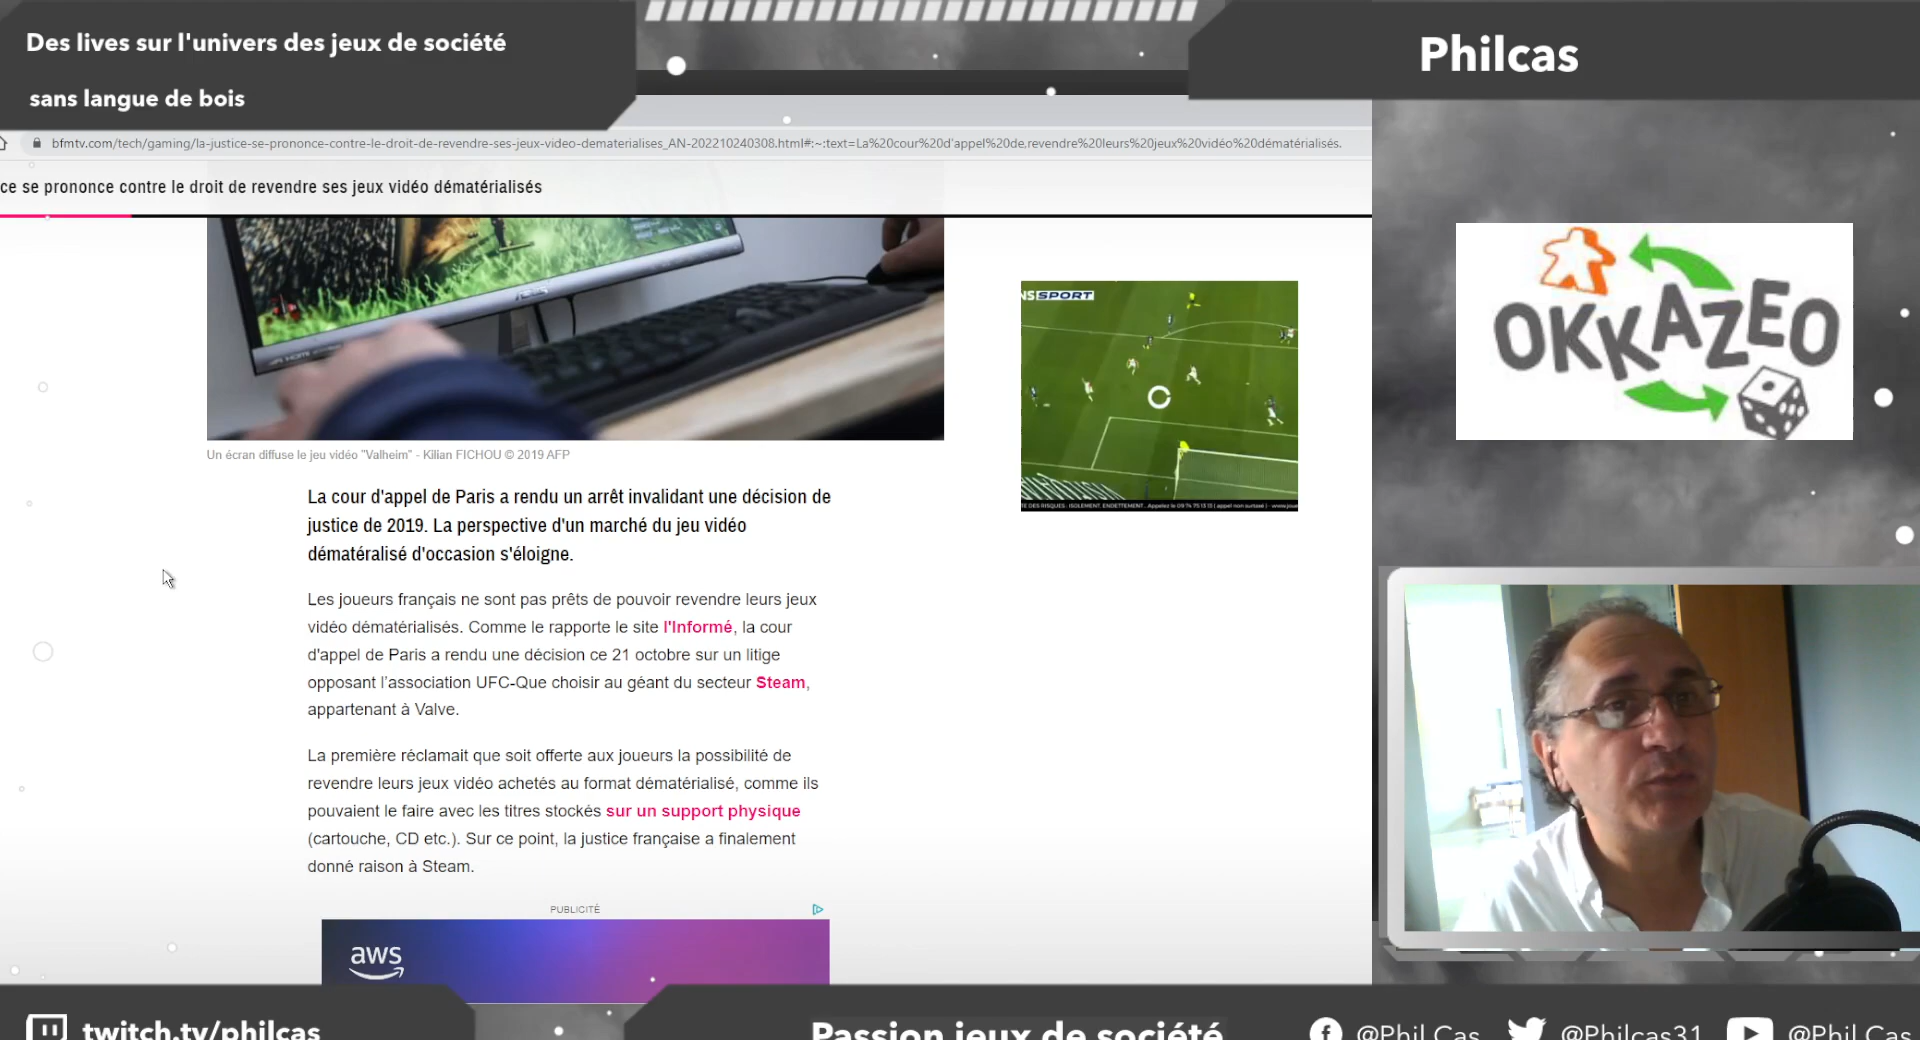 Des lives sur l'univers des jeux de société
sans langue de bois
Philcas
bfmtv.com/tech/gaming/la-justice-se-prononce-contre-le-droit-de-revendre-ses-jeux-video-dematerialises_AN-202210240308.html#:~:text=La%20cour%20d'appel%20de,revendre%20leurs%20jeux%20vidéo%20dématérialisés.
ce se prononce contre le droit de revendre ses jeux vidéo dématérialisés
NS SPORT
OKKAZEO
Un écran diffuse le jeu vidéo "Valheim" - Kilian FICHOU © 2019 AFP
La cour d'appel de Paris a rendu un arrêt invalidant une décision de
justice de 2019. La perspective d'un marché du jeu vidéo
dématéralisé d'occasion s'éloigne.
Les joueurs français ne sont pas prêts de pouvoir revendre leurs jeux
vidéo dématérialisés. Comme le rapporte le site l'Informé, la cour
d'appel de Paris a rendu une décision ce 21 octobre sur un litige
opposant l'association UFC-Que choisir au géant du secteur Steam,
appartenant à Valve.
La première réclamait que soit offerte aux joueurs la possibilité de
revendre leurs jeux vidéo achetés au format dématérialisé, comme ils
pouvaient le faire avec les titres stockés sur un support physique
(cartouche, CD etc.). Sur ce point, la justice française a finalement
donné raison à Steam.
PUBLICITÉ
aws
twitch.tv/philcas
Passion jeux de société
@Phil Cas
@Philcas31
@Phil Cas